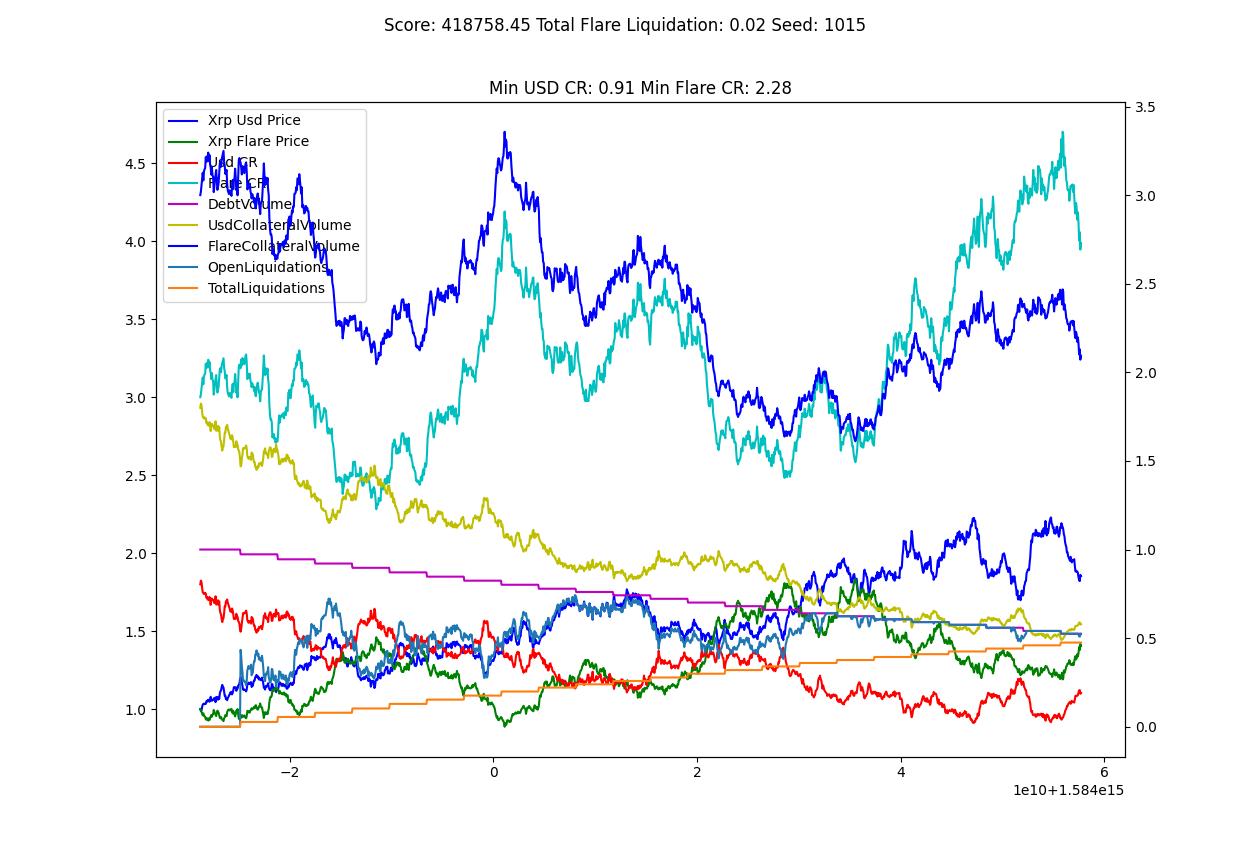 Score: 418758.45 Total Flare Liquidation: 0.02 Seed: 1015
Min USD CR: 0.91 Min Flare CR: 2.28
Xrp Usd Price
Xrp Flare Price
Usd CR
Flare CR
DebtVolume
UsdCollateralVolume
FlareCollateralVolume
OpenLiquidations
TotalLiquidations
4.5
4.0
3.5
3.0
2.5
2.0
1.5
1.0
3.5
3.0
2.5
2.0
1.5
1.0
0.5
0.0
−2
0
2
4
6
1e10+1.584e15